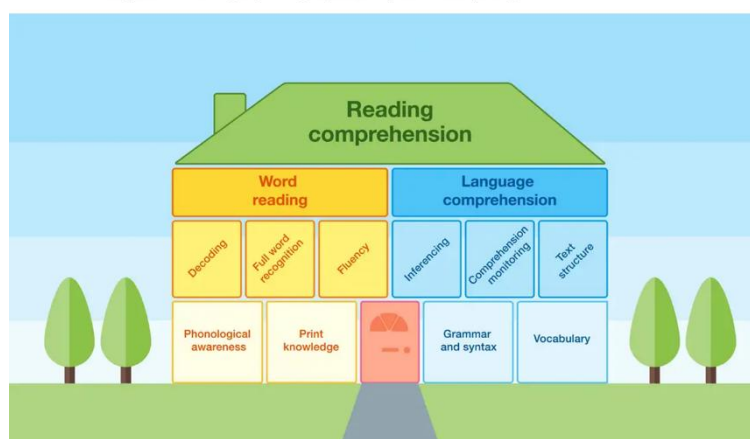 Reading
comprehension
Word
reading
Language
comprehension
Decoding
Full word
recognition
Fluency
Inferencing
Comprehension
monitoring
Text
structure
Phonological
awareness
Print
knowledge
Grammar
and syntax
Vocabulary